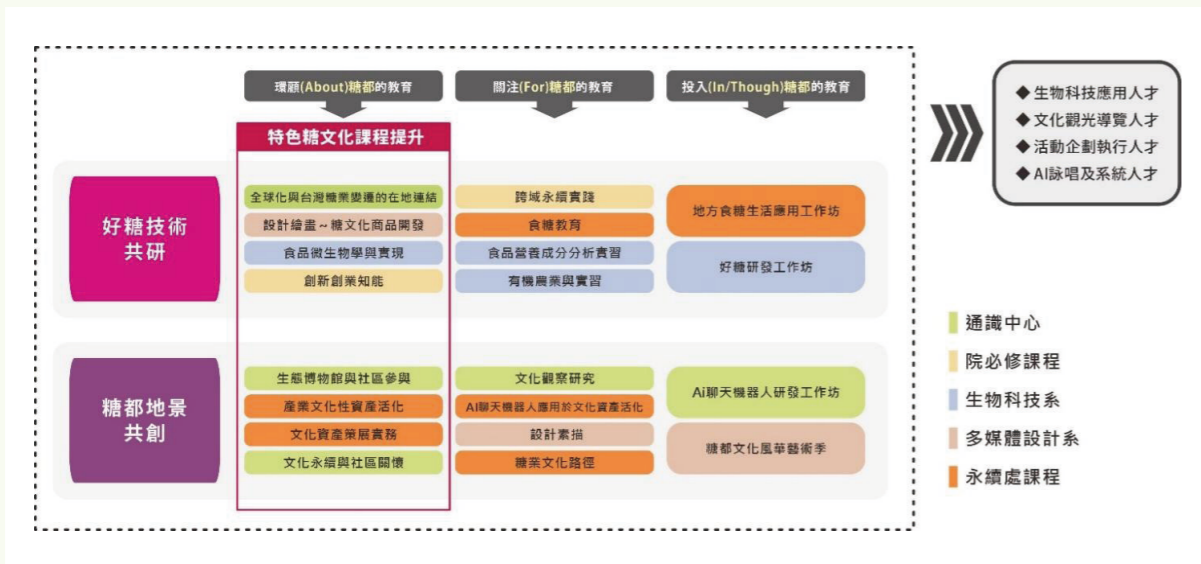 環顧(About)糖都的教育
關注(For)糖都的教育
投入(In/Though)糖都的教育
特色糖文化課程提升
好糖技術
共研
全球化與台灣糖業變遷的在地連結
設計繪畫~糖文化商品開發
食品微生物學與實現
創新創業知能
跨域永續實踐
食糖教育
食品營養成分分析實習
有機農業與實習
地方食糖生活應用工作坊
好糖研發工作坊
糖都地景
共創
生態博物館與社區參與
產業文化性資產活化
文化資產策展實務
文化永續與社區關懷
文化觀察研究
AI聊天機器人應用於文化資產活化
設計素描
糖業文化路徑
Ai聊天機器人研發工作坊
糖都文化風華藝術季
◆生物科技應用人才
◆文化觀光導覽人才
◆活動企劃執行人才
◆AI詠唱及系統人才
通識中心
院必修課程
生物科技系
多媒體設計系
永續處課程